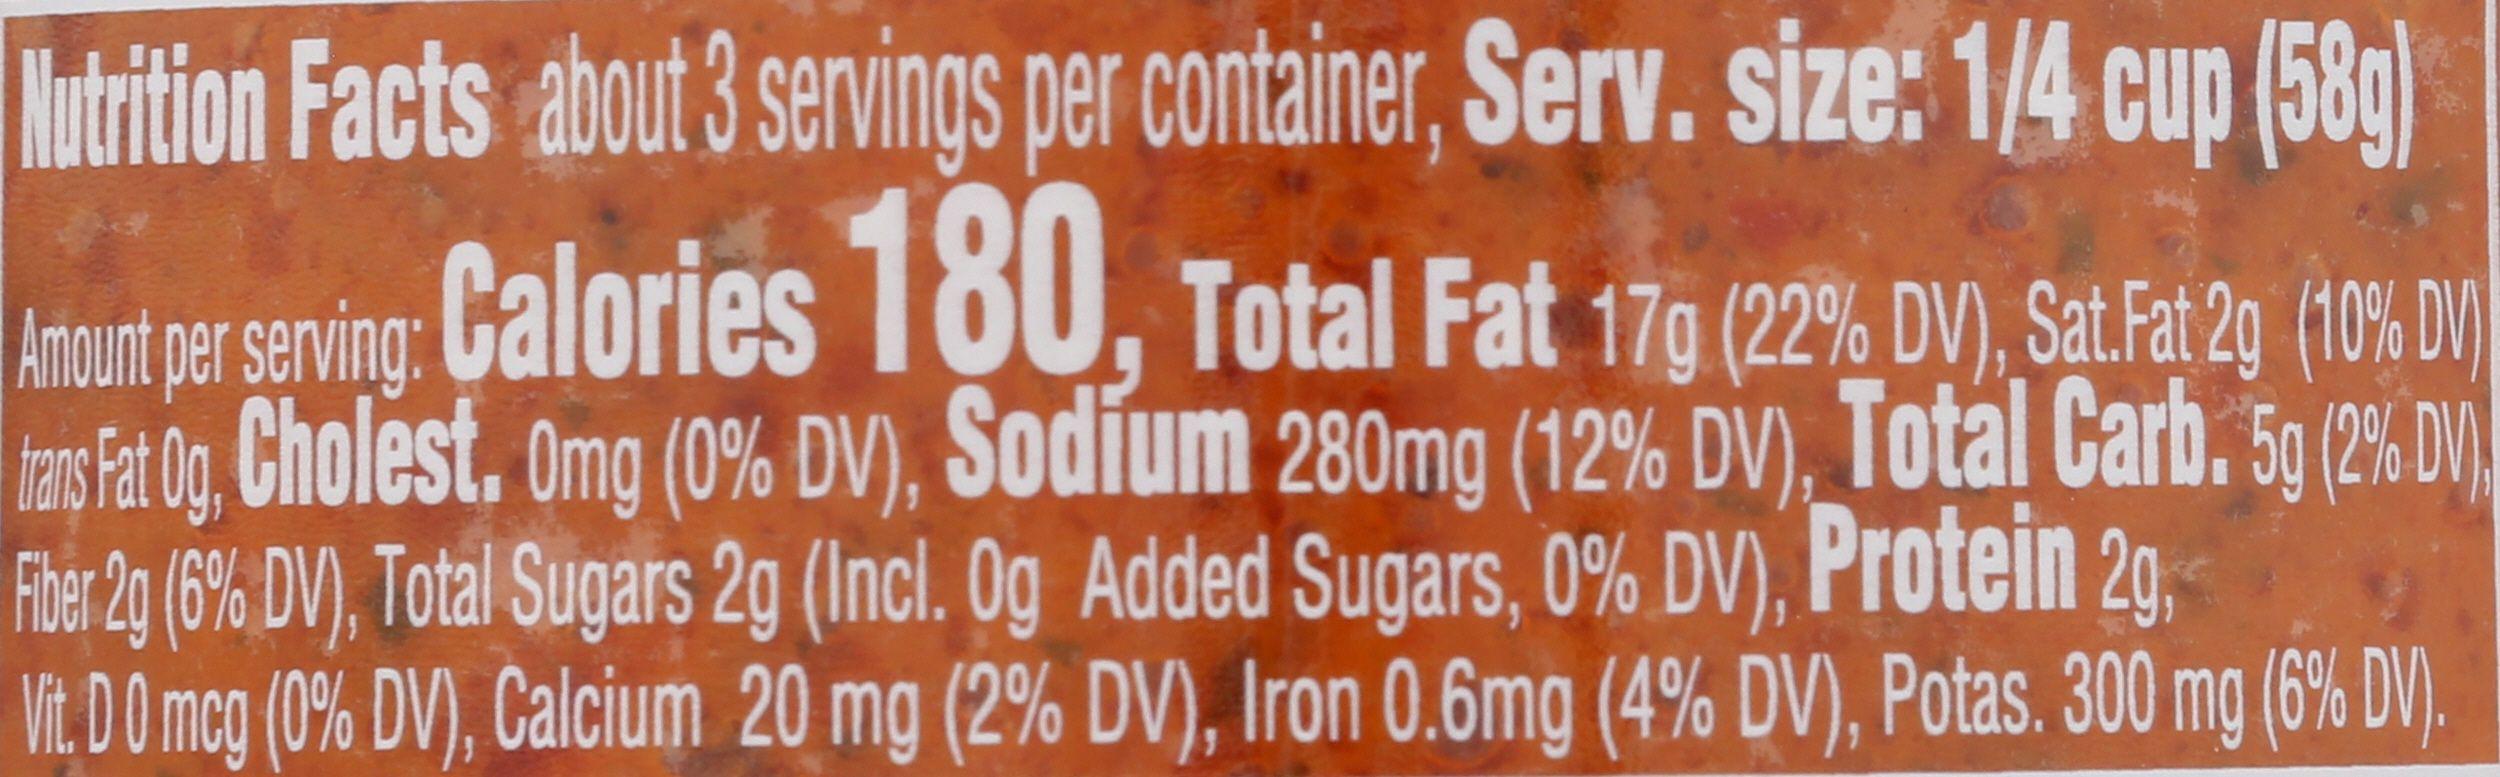 Nutrition Facts about 3 servings per container, Serv. size: 1/4 cup (58g)
Amount per serving: Calories 180, Total Fat 17g (22% DV), Sat.Fat 2g (10% DV)
trans Fat 0g, Cholest. 0mg (0% DV), Sodium 280mg (12% DV), Total Carb. 5g (2% DV),
Fiber 2g (6% DV), Total Sugars 2g (Incl. 0g Added Sugars, 0% DV), Protein 2g,
Vit. D 0 mcg (0% DV), Calcium 20 mg (2% DV), Iron 0.6mg (4% DV), Potas. 300 mg (6% DV).